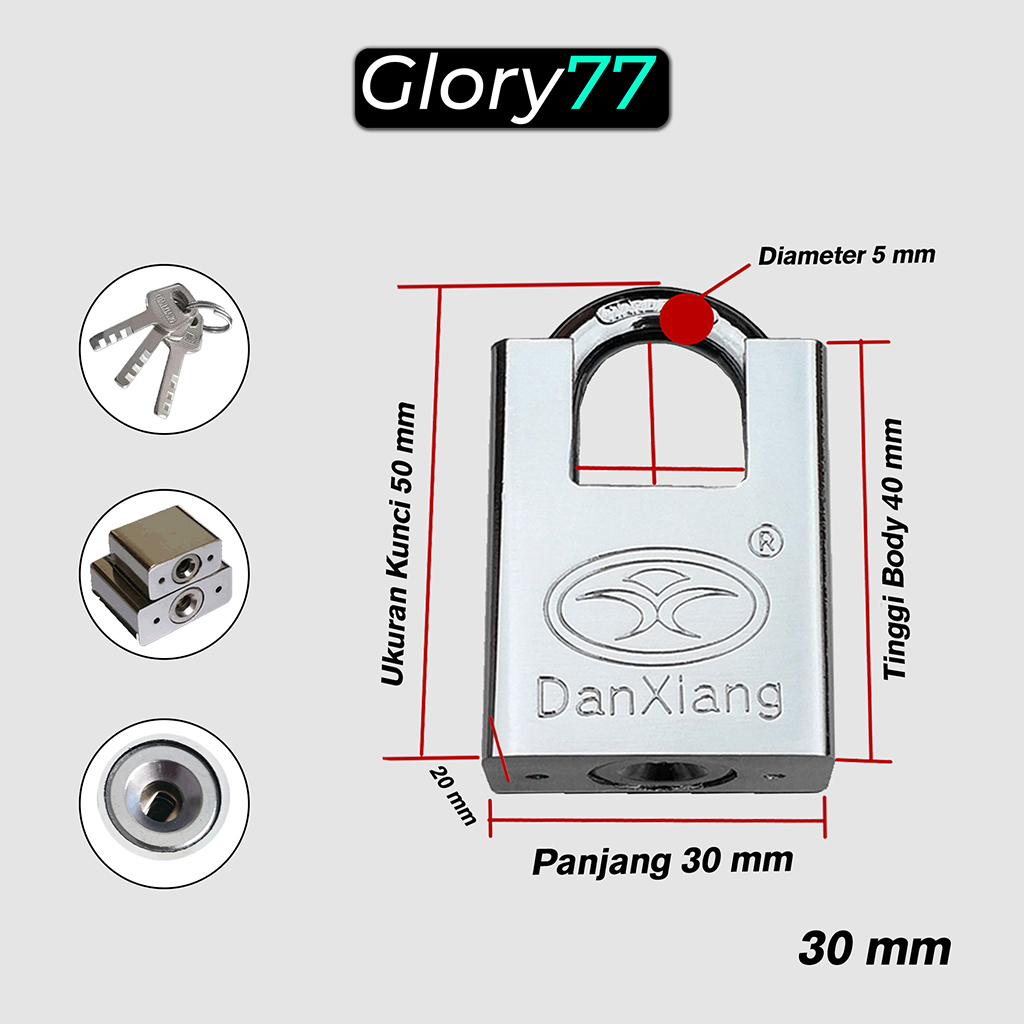 Glory77
Diameter 5 mm
Ukuran Kunci 50 mm
Tinggi Body 40 mm
®
DanXiang
20 mm
Panjang 30 mm
30 mm